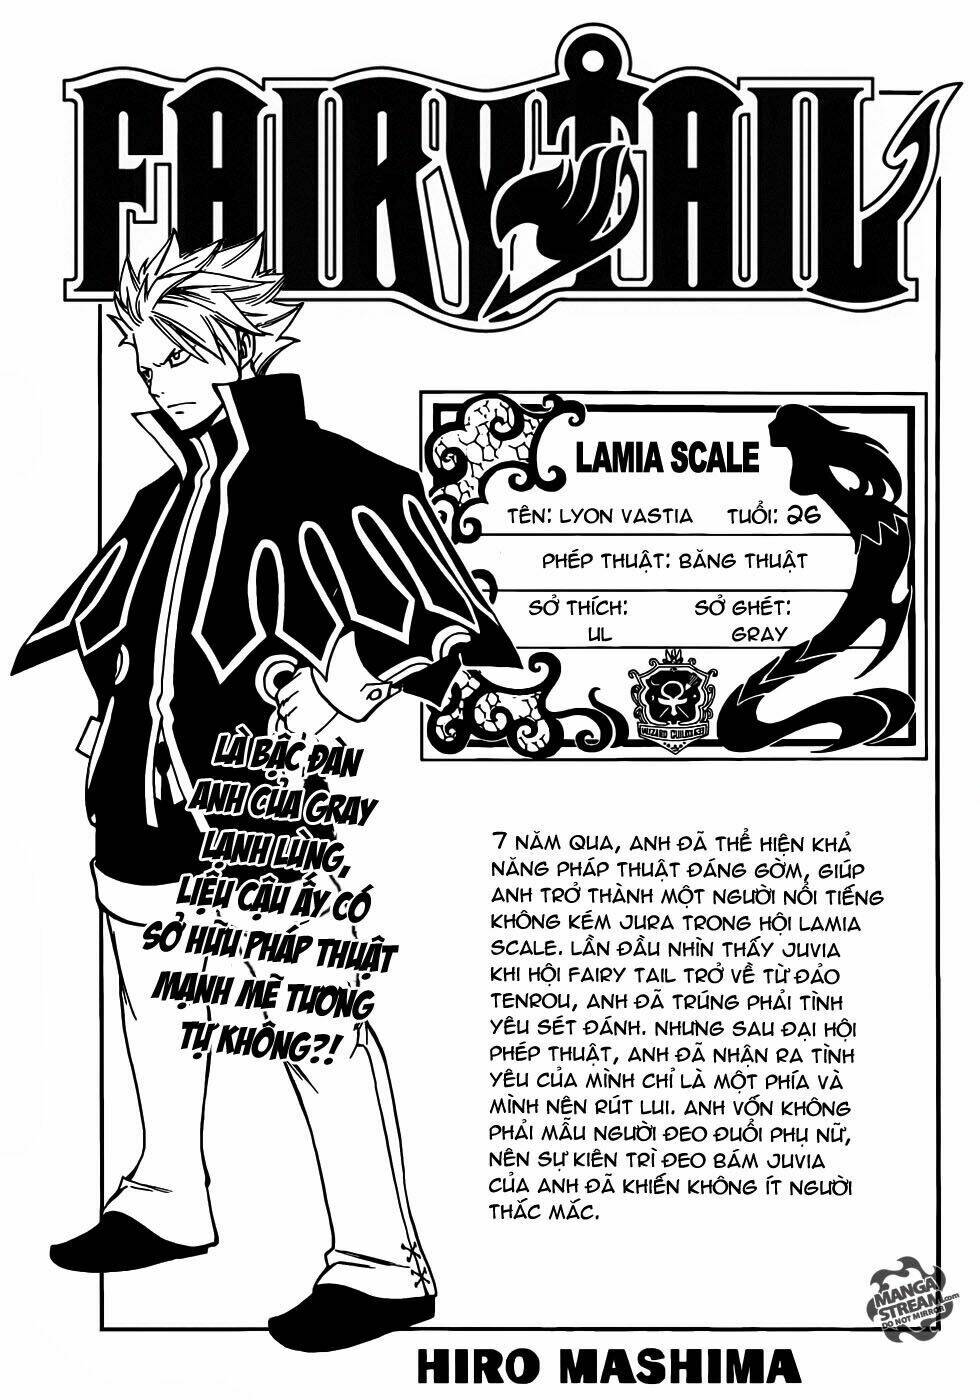 FAIRY TAIL
LAMIA SCALE
TÊN: LYON VASTIA TUỔI: 26
PHÉP THUẬT: BĂNG THUẬT
SỞ THÍCH: SỞ GHÉT:
UL GRAY
WIZARD GUILD
LÀ BẬC ĐÀN
ANH CỦA GRAY
LẠNH LÙNG,
LIỆU CẬU ẤY CÓ
SỞ HỮU PHÁP THUẬT
MẠNH MẼ TƯƠNG
TỰ KHÔNG?!
7 NĂM QUA, ANH ĐÃ THỂ HIỆN KHẢ
NĂNG PHÁP THUẬT ĐÁNG GỜM, GIÚP
ANH TRỞ THÀNH MỘT NGƯỜI NỔI TIẾNG
KHÔNG KÉM JURA TRONG HỘI LAMIA
SCALE. LẦN ĐẦU NHÌN THẤY JUVIA
KHI HỘI FAIRY TAIL TRỞ VỀ TỪ ĐẢO
TENROU, ANH ĐÃ TRÚNG PHẢI TÌNH
YÊU SÉT ĐÁNH. NHƯNG SAU ĐẠI HỘI
PHÉP THUẬT, ANH ĐÃ NHẬN RA TÌNH
YÊU CỦA MÌNH CHỈ LÀ MỘT PHÍA VÀ
MÌNH NÊN RÚT LUI. ANH VỐN KHÔNG
PHẢI MẪU NGƯỜI ĐEO ĐUỔI PHỤ NỮ,
NÊN SỰ KIÊN TRÌ ĐEO BÁM JUVIA
CỦA ANH ĐÃ KHIẾN KHÔNG ÍT NGƯỜI
THẮC MẮC.
MANGA
STREAM.com
DO NOT MIRROR
HIRO MASHIMA